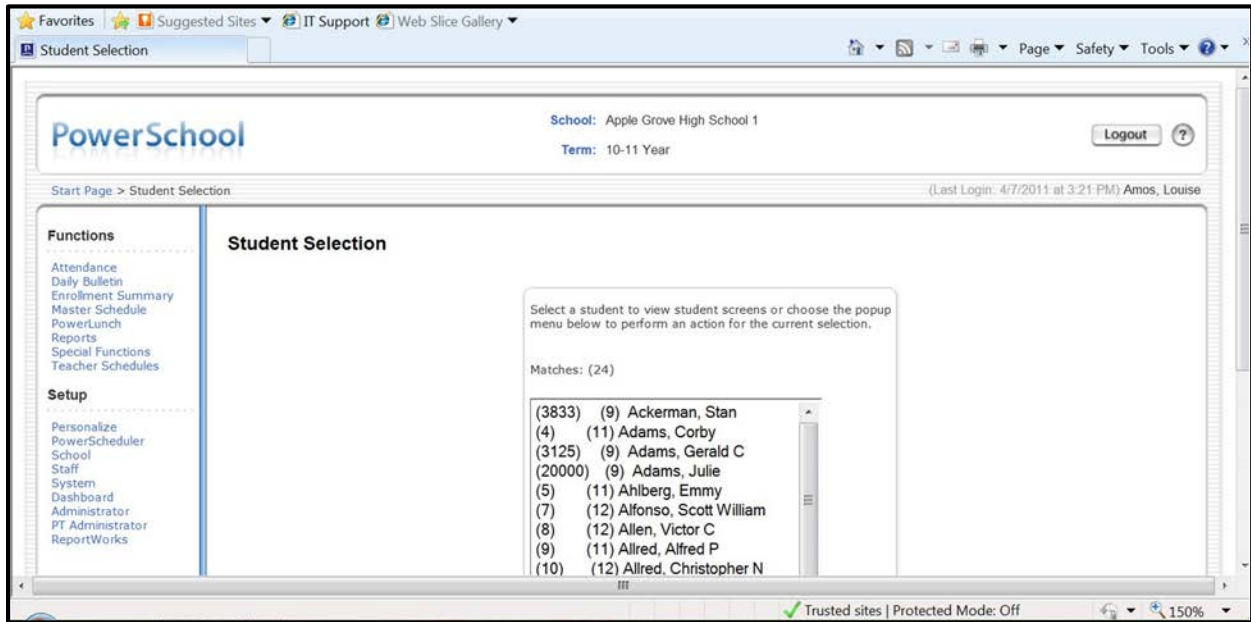 Favorites Suggested Sites IT Support Web Slice Gallery
Student Selection Page Safety Tools
PowerSchool
School: Apple Grove High School 1
Term: 10-11 Year
Logout ?
Start Page > Student Selection (Last Login: 4/7/2011 at 3:21 PM) Amos, Louise
Functions
Attendance
Daily Bulletin
Enrollment Summary
Master Schedule
PowerLunch
Reports
Special Functions
Teacher Schedules
Setup
Personalize
PowerScheduler
School
Staff
System
Dashboard
Administrator
PT Administrator
ReportWorks
Student Selection
Select a student to view student screens or choose the popup
menu below to perform an action for the current selection.
Matches: (24)
(3833) (9) Ackerman, Stan
(4) (11) Adams, Corby
(3125) (9) Adams, Gerald C
(20000) (9) Adams, Julie
(5) (11) Ahlberg, Emmy
(7) (12) Alfonso, Scott William
(8) (12) Allen, Victor C
(9) (11) Allred, Alfred P
(10) (12) Allred, Christopher N
Trusted sites | Protected Mode: Off 150%